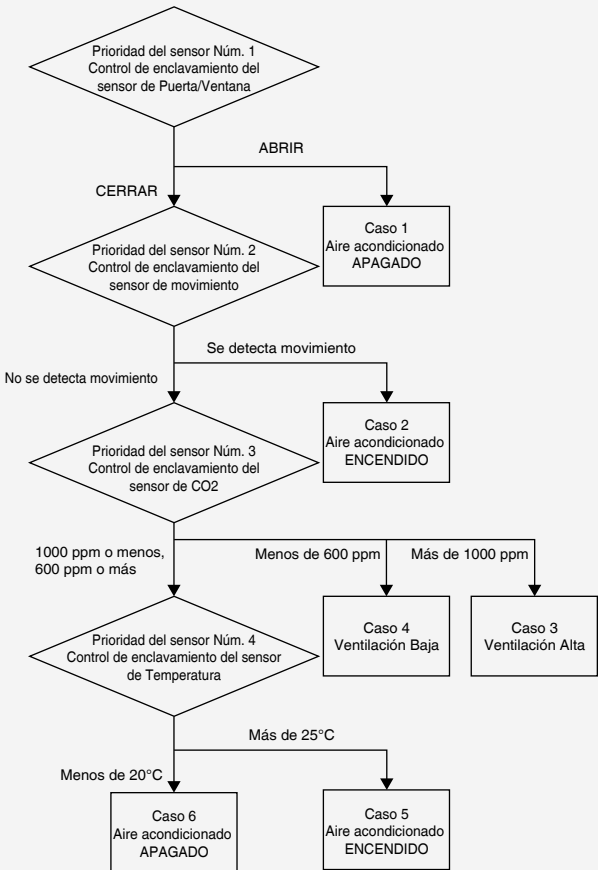 Prioridad del sensor Núm. 1
Control de enclavamiento del
sensor de Puerta/Ventana
ABRIR
CERRAR
Caso 1
Aire acondicionado
APAGADO
Prioridad del sensor Núm. 2
Control de enclavamiento del
sensor de movimiento
Se detecta movimiento
No se detecta movimiento
Caso 2
Aire acondicionado
ENCENDIDO
Prioridad del sensor Núm. 3
Control de enclavamiento del
sensor de CO2
1000 ppm o menos,
600 ppm o más
Menos de 600 ppm
Más de 1000 ppm
Caso 4
Ventilación Baja
Caso 3
Ventilación Alta
Prioridad del sensor Núm. 4
Control de enclavamiento del sensor
de Temperatura
Más de 25°C
Menos de 20°C
Caso 6
Aire acondicionado
APAGADO
Caso 5
Aire acondicionado
ENCENDIDO